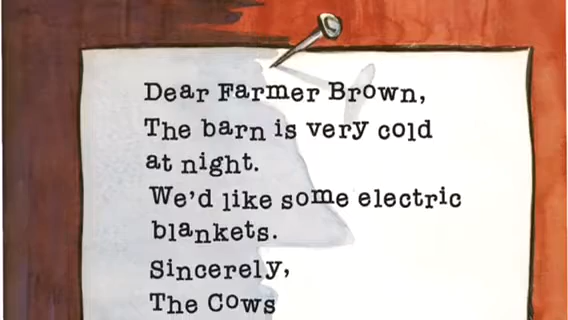 Dear Farmer Brown,
The barn is very cold
at night.
We'd like some electric
blankets.
Sincerely,
The Cows